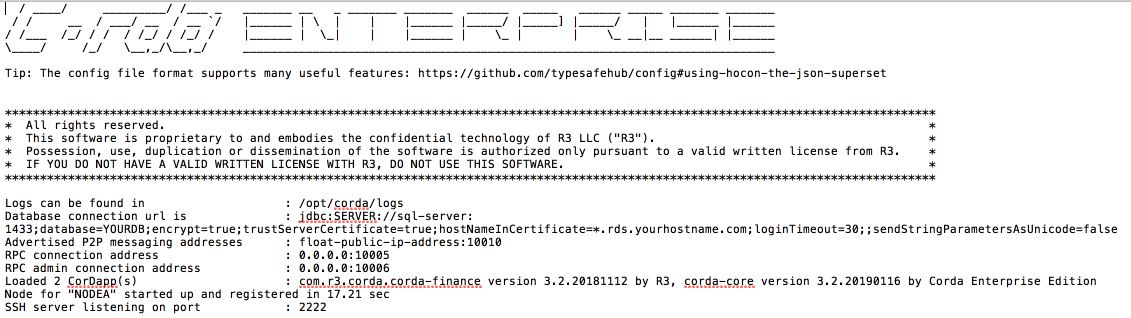 ENTERPRISE
Tip: The config file format supports many useful features: https://github.com/typesafehub/config#using-hocon-the-json-superset
*************************************************************************************************************************************
* All rights reserved. *
* This software is proprietary to and embodies the confidential technology of R3 LLC ("R3"). *
* Possession, use, duplication or dissemination of the software is authorized only pursuant to a valid written license from R3. *
* IF YOU DO NOT HAVE A VALID WRITTEN LICENSE WITH R3, DO NOT USE THIS SOFTWARE. *
*************************************************************************************************************************************
Logs can be found in : /opt/corda/logs
Database connection url is : jdbc:SERVER://sql-server:
1433;database=YOURDB;encrypt=true;trustServerCertificate=true;hostNameInCertificate=*.rds.yourhostname.com;loginTimeout=30;;sendStringParametersAsUnicode=false
Advertised P2P messaging addresses : float-public-ip-address:10010
RPC connection address : 0.0.0.0:10005
RPC admin connection address : 0.0.0.0:10006
Loaded 2 CorDapp(s) : com.r3.corda.corda-finance version 3.2.20181112 by R3, corda-core version 3.2.20190116 by Corda Enterprise Edition
Node for "NODEA" started up and registered in 17.21 sec
SSH server listening on port : 2222